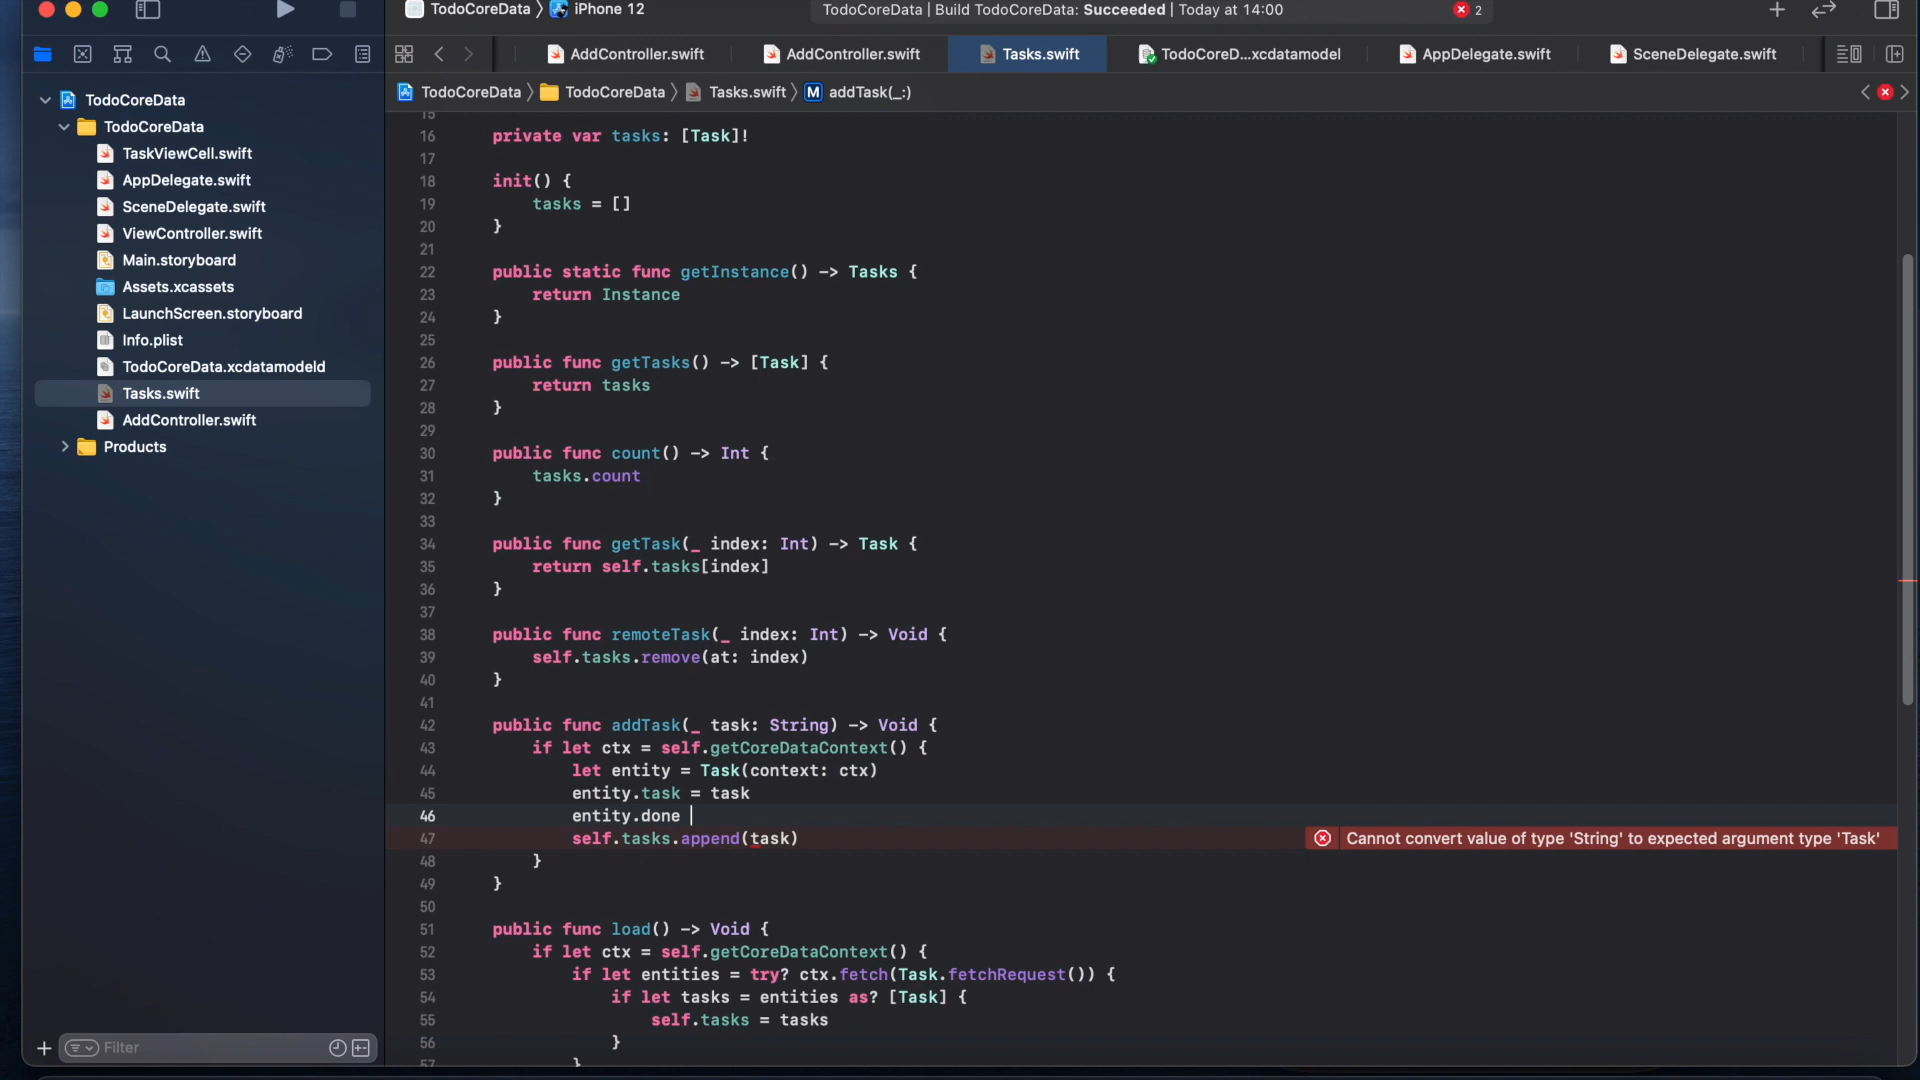 TodoCoreData 〉 iPhone 12
TodoCoreData | Build TodoCoreData: Succeeded | Today at 14:00
2
AddController.swift
AddController.swift
Tasks.swift
TodoCoreD...xcdatamodel
AppDelegate.swift
SceneDelegate.swift
TodoCoreData 〉 TodoCoreData 〉 Tasks.swift 〉 M addTask(_:)
TodoCoreData
TodoCoreData
TaskViewCell.swift
AppDelegate.swift
SceneDelegate.swift
ViewController.swift
Main.storyboard
Assets.xcassets
LaunchScreen.storyboard
Info.plist
TodoCoreData.xcdatamodeld
Tasks.swift
AddController.swift
Products
Filter
15
16 private var tasks: [Task]!
17
18 init() {
19 tasks = []
20 }
21
22 public static func getInstance() -> Tasks {
23 return Instance
24 }
25
26 public func getTasks() -> [Task] {
27 return tasks
28 }
29
30 public func count() -> Int {
31 tasks.count
32 }
33
34 public func getTask(_ index: Int) -> Task {
35 return self.tasks[index]
36 }
37
38 public func remoteTask(_ index: Int) -> Void {
39 self.tasks.remove(at: index)
40 }
41
42 public func addTask(_ task: String) -> Void {
43 if let ctx = self.getCoreDataContext() {
44 let entity = Task(context: ctx)
45 entity.task = task
46 entity.done
47 self.tasks.append(task) Cannot convert value of type 'String' to expected argument type 'Task'
48 }
49 }
50
51 public func load() -> Void {
52 if let ctx = self.getCoreDataContext() {
53 if let entities = try? ctx.fetch(Task.fetchRequest()) {
54 if let tasks = entities as? [Task] {
55 self.tasks = tasks
56 }
57 }